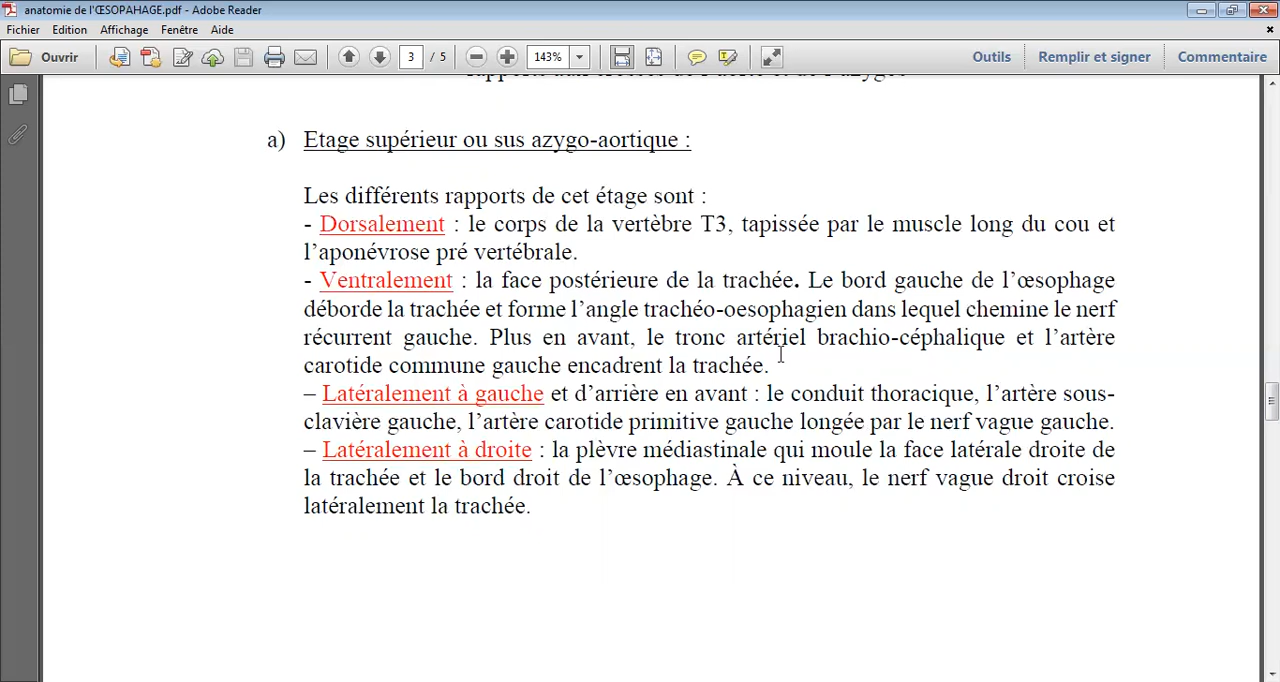 anatomie de l'ŒSOPAHAGE.pdf - Adobe Reader
Fichier Edition Affichage Fenêtre Aide
Ouvrir 3 / 5 143% Outils Remplir et signer Commentaire
a) Etage supérieur ou sus azygo-aortique :
Les différents rapports de cet étage sont :
- Dorsalement : le corps de la vertèbre T3, tapissée par le muscle long du cou et
l’aponévrose pré vertébrale.
- Ventralement : la face postérieure de la trachée. Le bord gauche de l’œsophage
déborde la trachée et forme l’angle trachéo-oesophagien dans lequel chemine le nerf
récurrent gauche. Plus en avant, le tronc artériel brachio-céphalique et l’artère
carotide commune gauche encadrent la trachée.
– Latéralement à gauche et d’arrière en avant : le conduit thoracique, l’artère sous-
clavière gauche, l’artère carotide primitive gauche longée par le nerf vague gauche.
– Latéralement à droite : la plèvre médiastinale qui moule la face latérale droite de
la trachée et le bord droit de l’œsophage. À ce niveau, le nerf vague droit croise
latéralement la trachée.